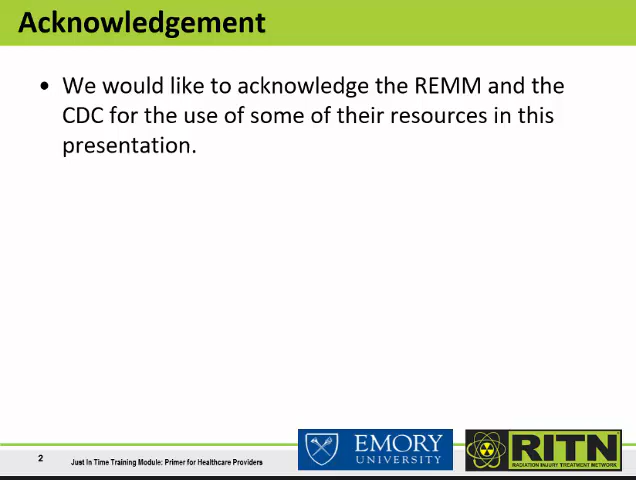 Acknowledgement
• We would like to acknowledge the REMM and the
CDC for the use of some of their resources in this
presentation.
2
Just In Time Training Module: Primer for Healthcare Providers
EMORY
UNIVERSITY
RITN
RADIATION INJURY TREATMENT NETWORK